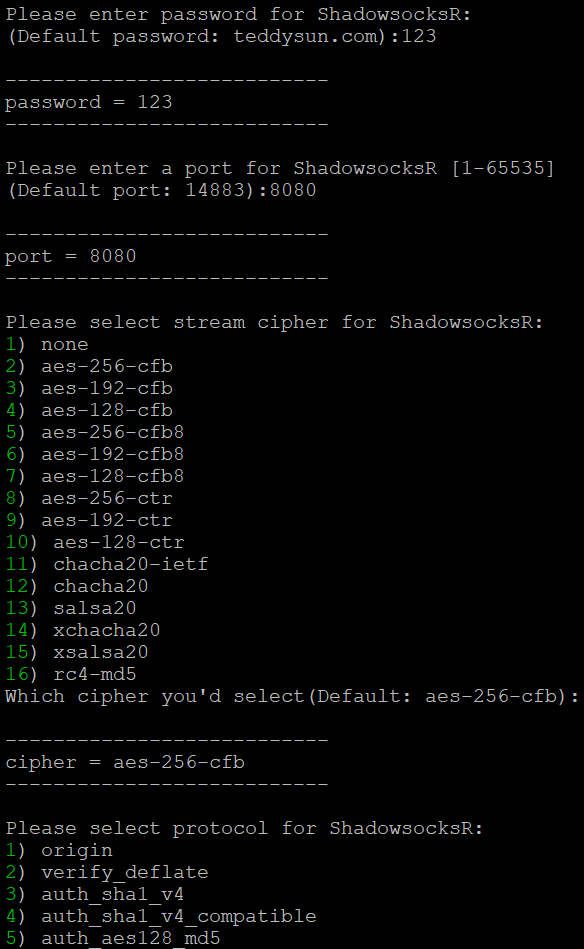 Please enter password for ShadowsocksR:
(Default password: teddysun.com):123
---------------------------
password = 123
---------------------------
Please enter a port for ShadowsocksR [1-65535]
(Default port: 14883):8080
---------------------------
port = 8080
---------------------------
Please select stream cipher for ShadowsocksR:
1) none
2) aes-256-cfb
3) aes-192-cfb
4) aes-128-cfb
5) aes-256-cfb8
6) aes-192-cfb8
7) aes-128-cfb8
8) aes-256-ctr
9) aes-192-ctr
10) aes-128-ctr
11) chacha20-ietf
12) chacha20
13) salsa20
14) xchacha20
15) xsalsa20
16) rc4-md5
Which cipher you'd select(Default: aes-256-cfb):
---------------------------
cipher = aes-256-cfb
---------------------------
Please select protocol for ShadowsocksR:
1) origin
2) verify_deflate
3) auth_sha1_v4
4) auth_sha1_v4_compatible
5) auth_aes128_md5